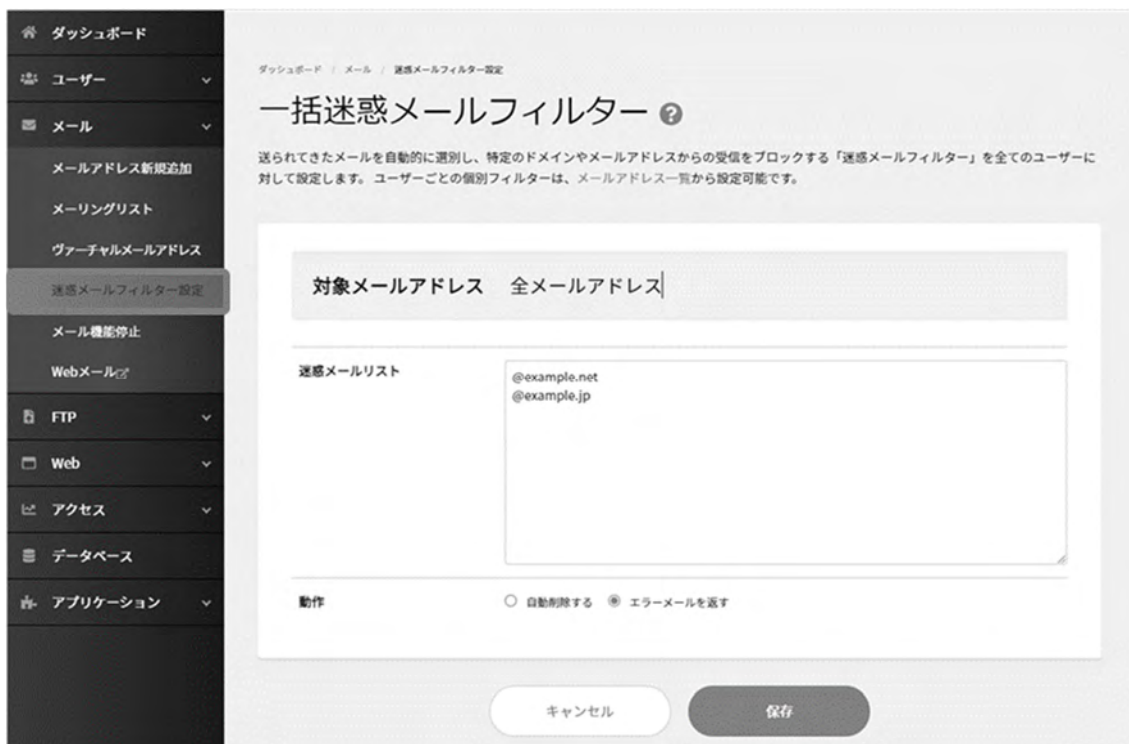 ダッシュボード
ユーザー
メール
メールアドレス新規追加
メーリングリスト
ヴァーチャルメールアドレス
迷惑メールフィルター設定
メール機能停止
Webメール
FTP
Web
アクセス
データベース
アプリケーション
ダッシュボード / メール / 迷惑メールフィルター設定
一括迷惑メールフィルター ?
送られてきたメールを自動的に選別し、特定のドメインやメールアドレスからの受信をブロックする「迷惑メールフィルター」を全てのユーザーに
対して設定します。 ユーザーごとの個別フィルターは、メールアドレス一覧から設定可能です。
対象メールアドレス 全メールアドレス
迷惑メールリスト
@example.net
@example.jp
動作 自動削除する エラーメールを返す
キャンセル 保存